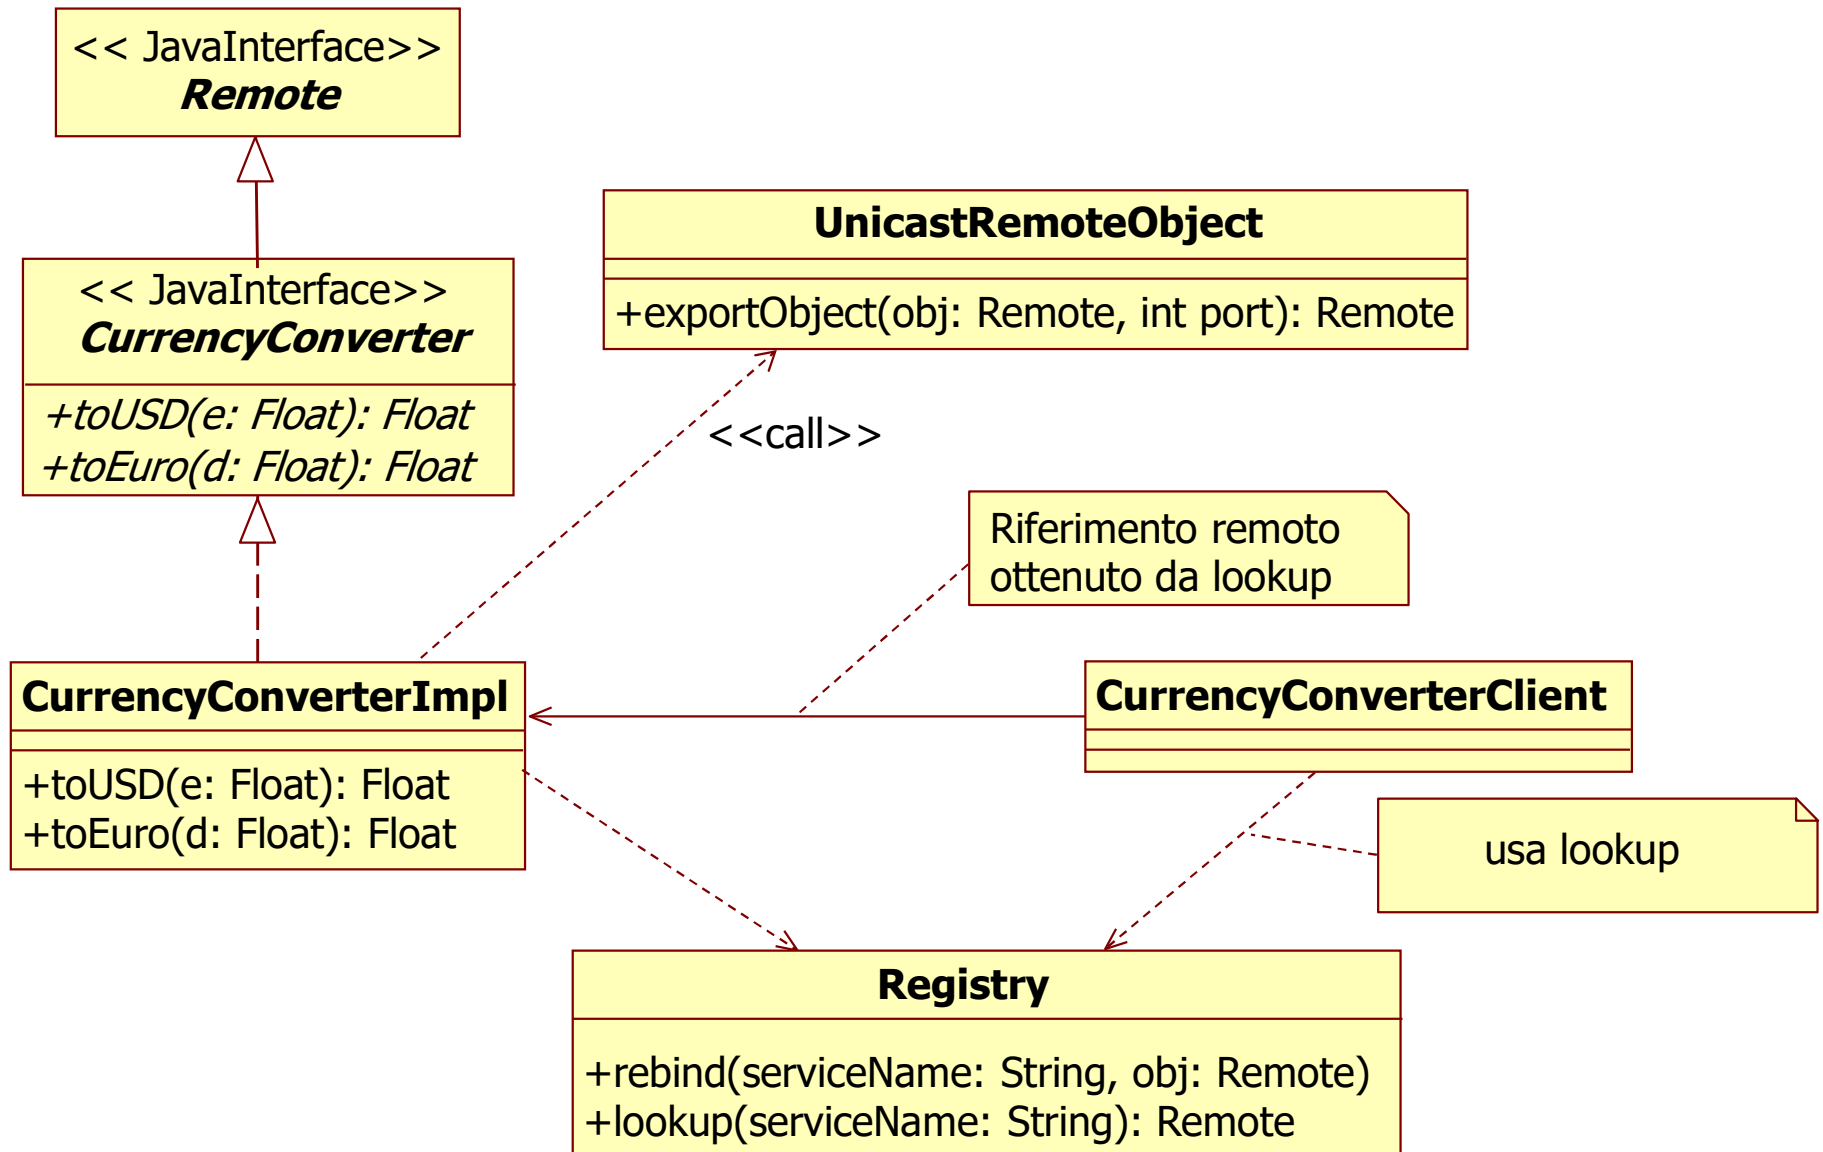 << JavaInterface>>
Remote
UnicastRemoteObject
+exportObject(obj: Remote, int port): Remote
<< JavaInterface>>
CurrencyConverter
+toUSD(e: Float): Float
+toEuro(d: Float): Float
<<call>>
Riferimento remoto
ottenuto da lookup
CurrencyConverterImpl
+toUSD(e: Float): Float
+toEuro(d: Float): Float
CurrencyConverterClient
usa lookup
Registry
+rebind(serviceName: String, obj: Remote)
+lookup(serviceName: String): Remote